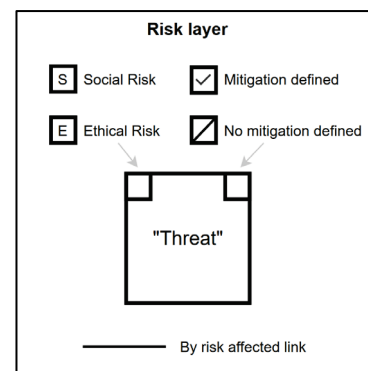 Risk layer
S Social Risk Mitigation defined
E Ethical Risk No mitigation defined
"Threat"
By risk affected link